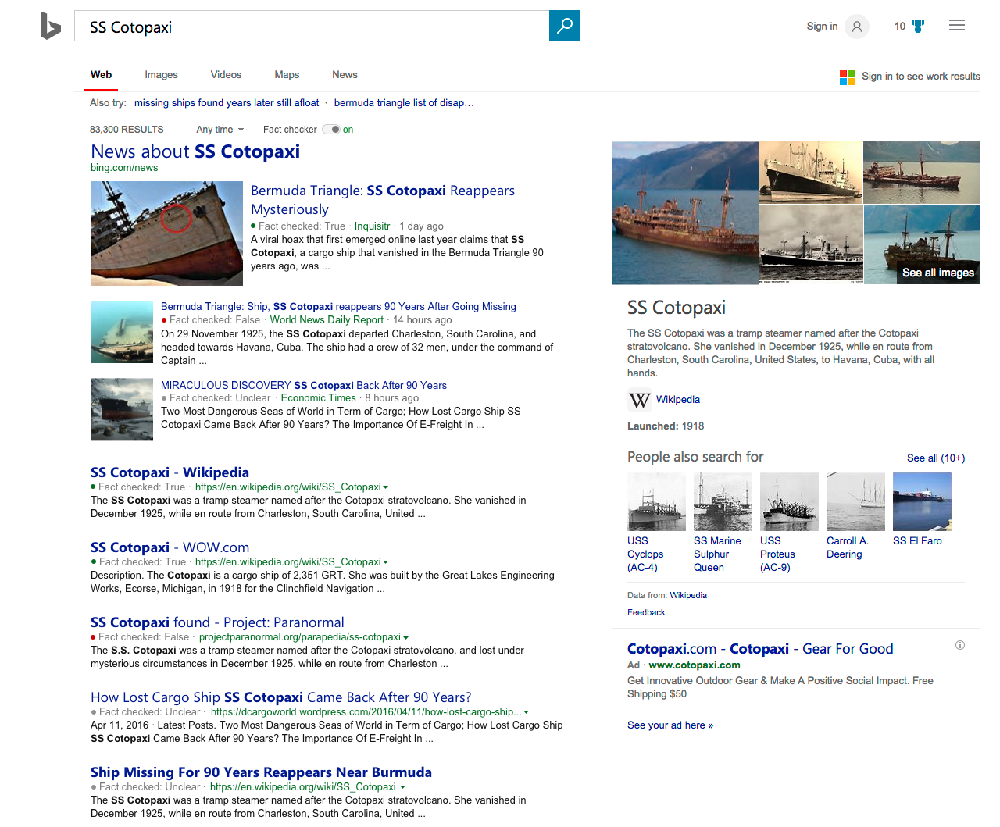 SS Cotopaxi
Sign in
10
Web
Images
Videos
Maps
News
Sign in to see work results
Also try: missing ships found years later still afloat · bermuda triangle list of disap...
83,300 RESULTS
Any time
Fact checker on
News about SS Cotopaxi
bing.com/news
Bermuda Triangle: SS Cotopaxi Reappears
Mysteriously
Fact checked: True · Inquisitr · 1 day ago
A viral hoax that first emerged online last year claims that SS
Cotopaxi, a cargo ship that vanished in the Bermuda Triangle 90
years ago, was ...
Bermuda Triangle: Ship, SS Cotopaxi reappears 90 Years After Going Missing
Fact checked: False · World News Daily Report · 14 hours ago
On 29 November 1925, the SS Cotopaxi departed Charleston, South Carolina, and
headed towards Havana, Cuba. The ship had a crew of 32 men, under the command of
Captain ...
MIRACULOUS DISCOVERY SS Cotopaxi Back After 90 Years
Fact checked: Unclear · Economic Times · 8 hours ago
Two Most Dangerous Seas of World in Term of Cargo; How Lost Cargo Ship SS
Cotopaxi Came Back After 90 Years? The Importance Of E-Freight In ...
SS Cotopaxi - Wikipedia
Fact checked: True · https://en.wikipedia.org/wiki/SS_Cotopaxi
The SS Cotopaxi was a tramp steamer named after the Cotopaxi stratovolcano. She vanished in
December 1925, while en route from Charleston, South Carolina, United ...
SS Cotopaxi - WOW.com
Fact checked: True · https://en.wikipedia.org/wiki/SS_Cotopaxi
Description. The Cotopaxi is a cargo ship of 2,351 GRT. She was built by the Great Lakes Engineering
Works, Ecorse, Michigan, in 1918 for the Clinchfield Navigation ...
SS Cotopaxi found - Project: Paranormal
Fact checked: False · projectparanormal.org/parapedia/ss-cotopaxi
The S.S. Cotopaxi was a tramp steamer named after the Cotopaxi stratovolcano, and lost under
mysterious circumstances in December 1925, while en route from Charleston ...
How Lost Cargo Ship SS Cotopaxi Came Back After 90 Years?
Fact checked: Unclear · https://dcargoworld.wordpress.com/2016/04/11/how-lost-cargo-ship...
Apr 11, 2016 · Latest Posts. Two Most Dangerous Seas of World in Term of Cargo; How Lost Cargo Ship
SS Cotopaxi Came Back After 90 Years? The Importance Of E-Freight In ...
Ship Missing For 90 Years Reappears Near Burmuda
Fact checked: Unclear · https://en.wikipedia.org/wiki/SS_Cotopaxi
The SS Cotopaxi was a tramp steamer named after the Cotopaxi stratovolcano. She vanished in
December 1925, while en route from Charleston, South Carolina, United ...
See all images
SS Cotopaxi
The SS Cotopaxi was a tramp steamer named after the Cotopaxi
stratovolcano. She vanished in December 1925, while en route from
Charleston, South Carolina, United States, to Havana, Cuba, with all
hands.
W Wikipedia
Launched: 1918
People also search for
See all (10+)
USS
Cyclops
(AC-4)
SS Marine
Sulphur
Queen
USS
Proteus
(AC-9)
Carroll A.
Deering
SS El Faro
Data from: Wikipedia
Feedback
Cotopaxi.com - Cotopaxi - Gear For Good
Ad · www.cotopaxi.com
Get Innovative Outdoor Gear & Make A Positive Social Impact. Free
Shipping $50
See your ad here »